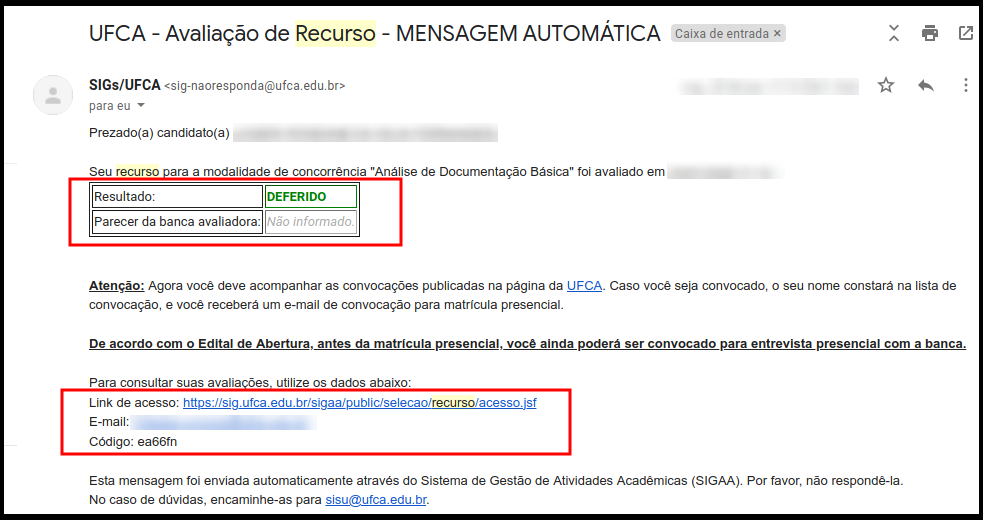 UFCA - Avaliação de Recurso - MENSAGEM AUTOMÁTICA Caixa de entrada ×
SIGs/UFCA <sig-naoresponda@ufca.edu.br>
para eu
Prezado(a) candidato(a)
Seu recurso para a modalidade de concorrência "Análise de Documentação Básica" foi avaliado em
Resultado: DEFERIDO
Parecer da banca avaliadora: Não informado.
Atenção: Agora você deve acompanhar as convocações publicadas na página da UFCA. Caso você seja convocado, o seu nome constará na lista de
convocação, e você receberá um e-mail de convocação para matrícula presencial.
De acordo com o Edital de Abertura, antes da matrícula presencial, você ainda poderá ser convocado para entrevista presencial com a banca.
Para consultar suas avaliações, utilize os dados abaixo:
Link de acesso: https://sig.ufca.edu.br/sigaa/public/selecao/recurso/acesso.jsf
E-mail:
Código: ea66fn
Esta mensagem foi enviada automaticamente através do Sistema de Gestão de Atividades Acadêmicas (SIGAA). Por favor, não respondê-la.
No caso de dúvidas, encaminhe-as para sisu@ufca.edu.br.